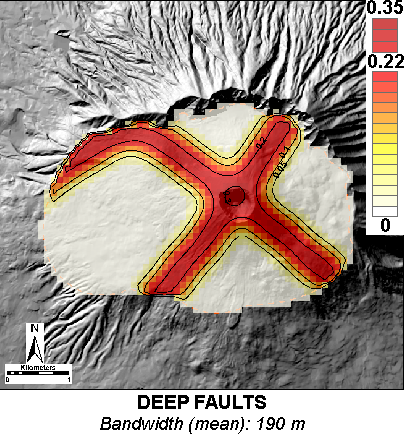 0.35
0.22
0
N
Kilometers
0 1
DEEP FAULTS
Bandwidth (mean): 190 m